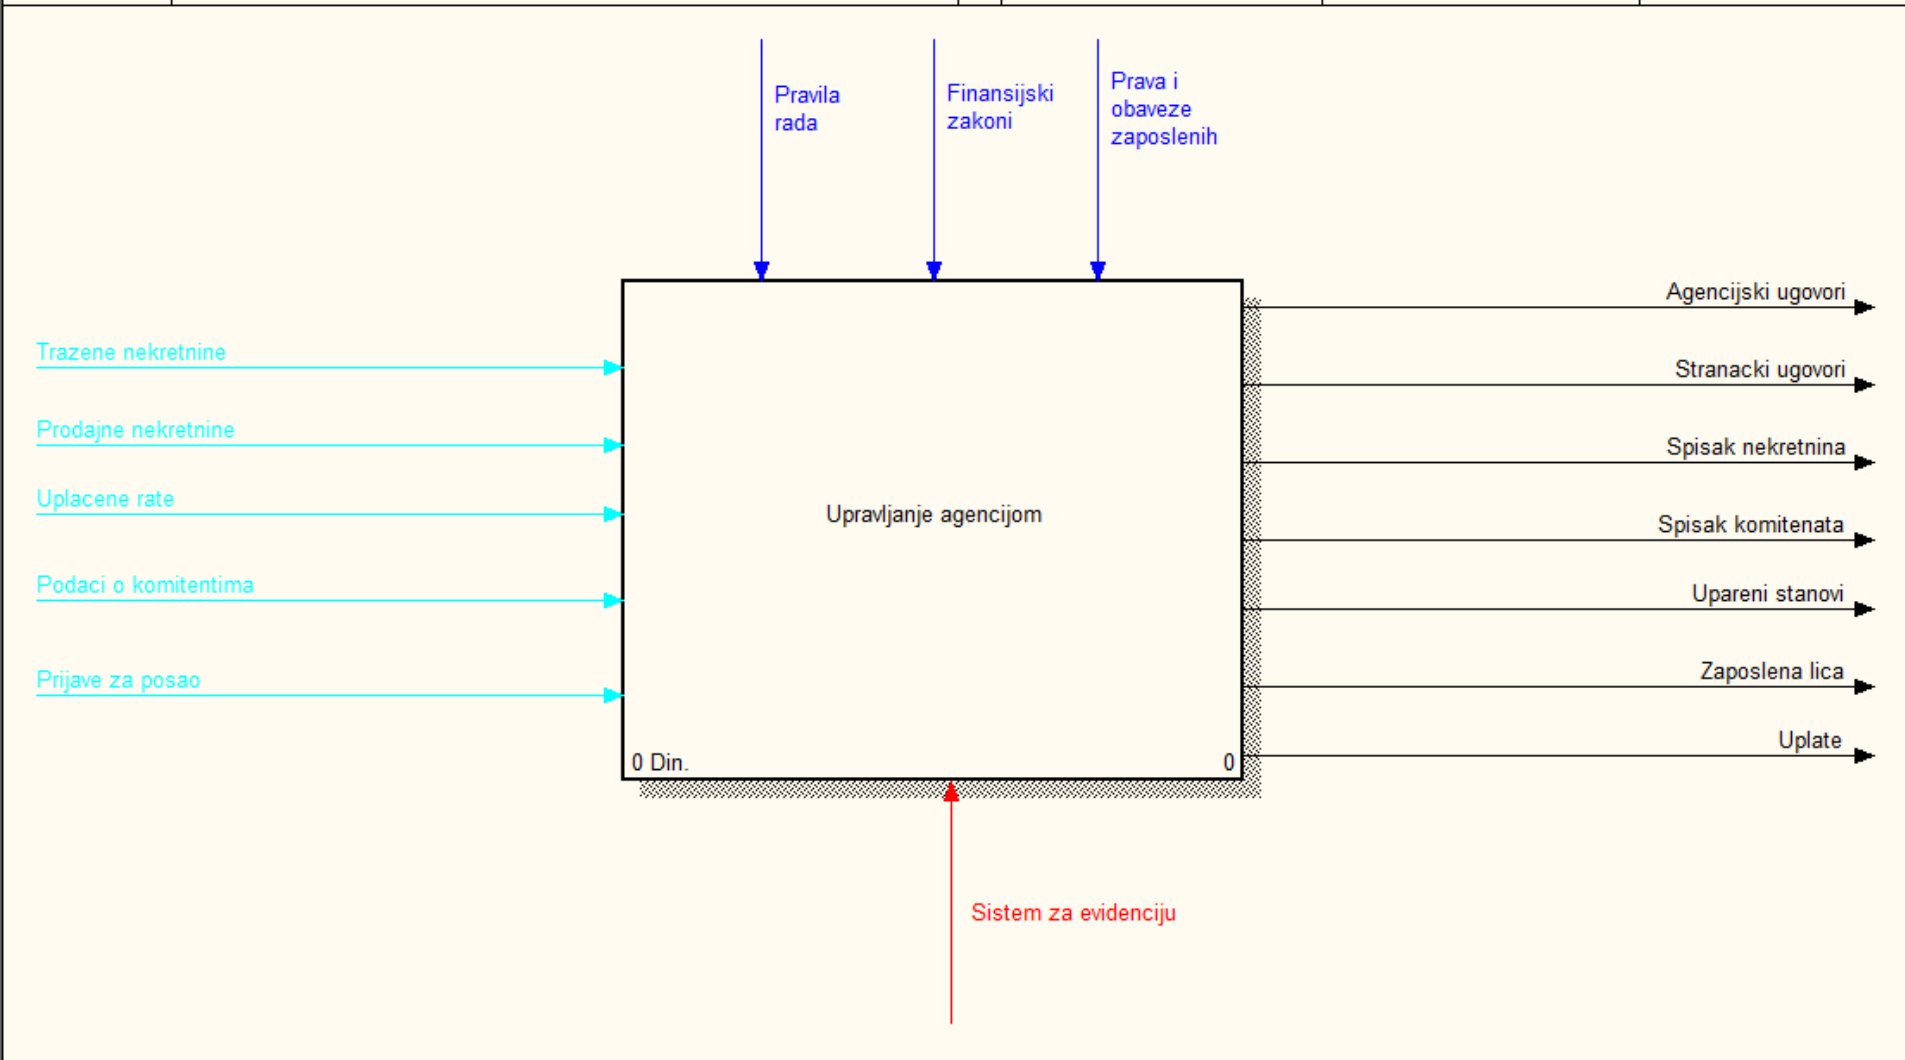 Pravila
rada
Finansijski
zakoni
Prava i
obaveze
zaposlenih
Trazene nekretnine
Prodajne nekretnine
Uplacene rate
Podaci o komitentima
Prijave za posao
Upravljanje agencijom
0 Din.
0
Agencijski ugovori
Stranacki ugovori
Spisak nekretnina
Spisak komitenata
Upareni stanovi
Zaposlena lica
Uplate
Sistem za evidenciju